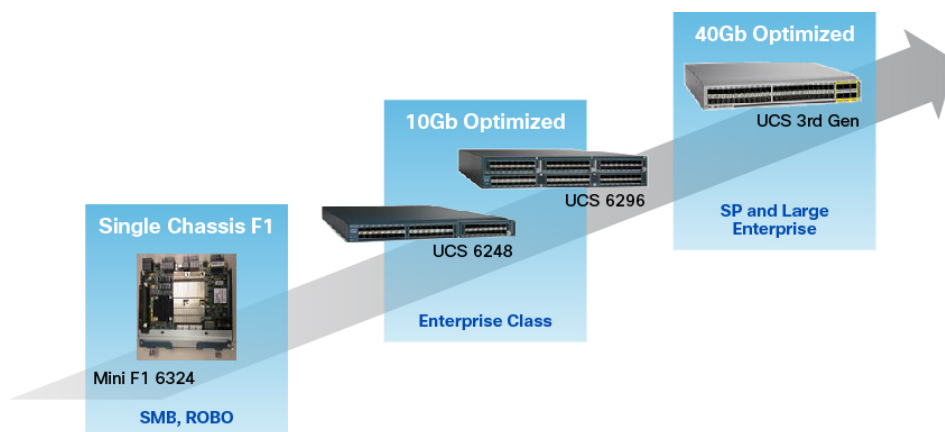 40Gb Optimized
UCS 3rd Gen
SP and Large
Enterprise
10Gb Optimized
UCS 6296
UCS 6248
Enterprise Class
Single Chassis F1
Mini F1 6324
SMB, ROBO